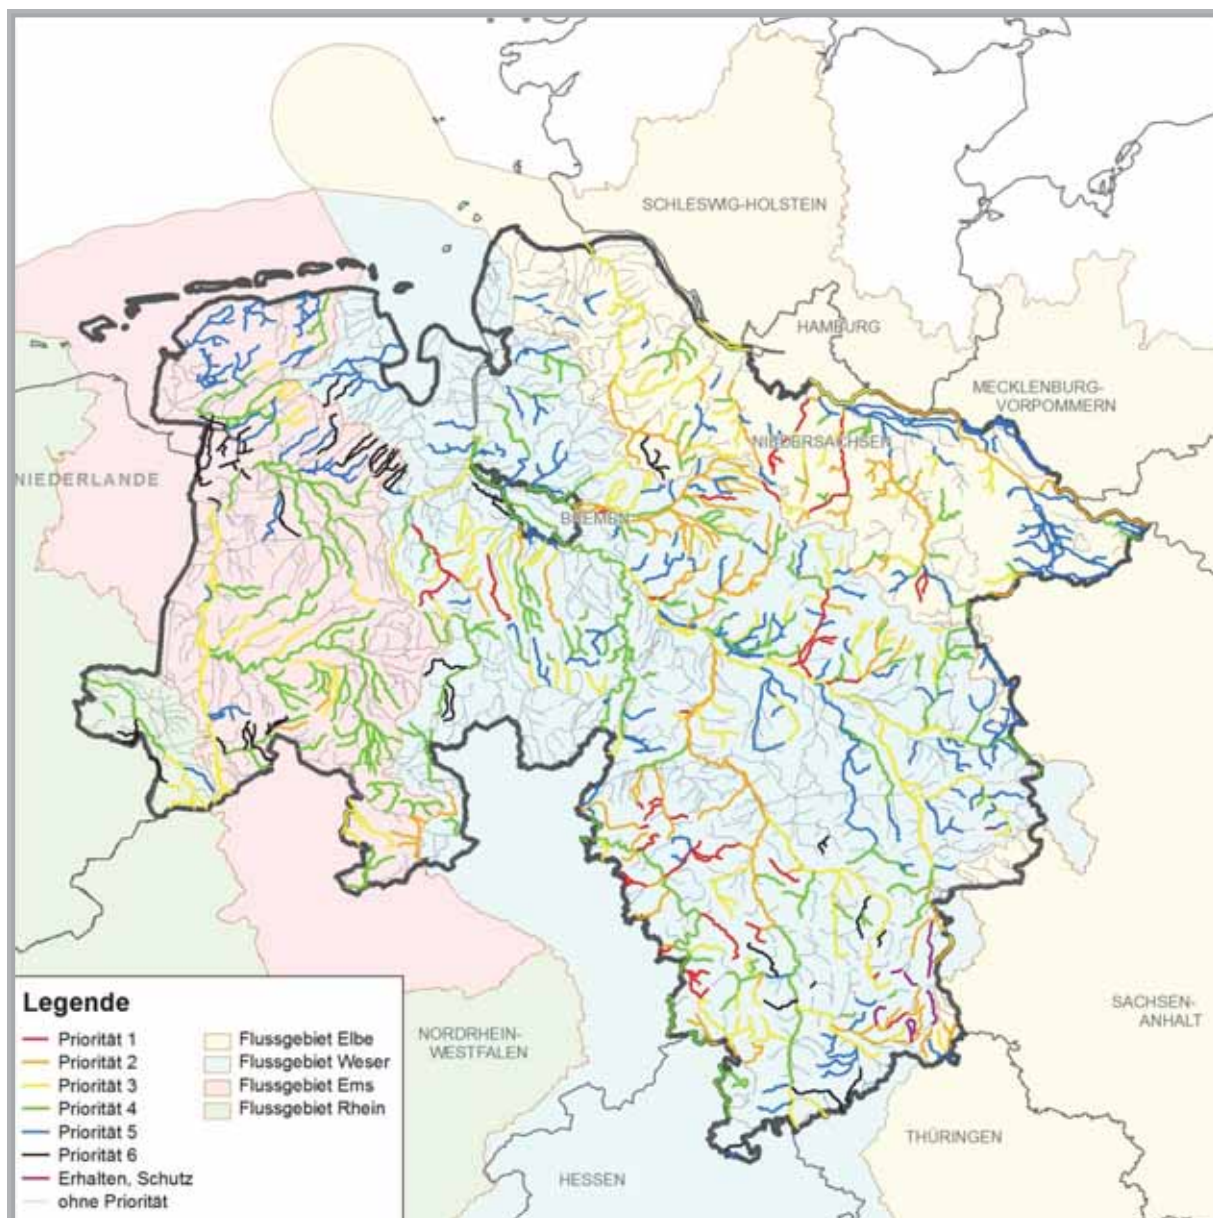 SCHLESWIG-HOLSTEIN
HAMBURG
MECKLENBURG-
VORPOMMERN
NIEDERSACHSEN
NIEDERLANDE
BREMEN
SACHSEN-
ANHALT
NORDRHEIN-
WESTFALEN
THÜRINGEN
HESSEN
Legende
Priorität 1
Priorität 2
Priorität 3
Priorität 4
Priorität 5
Priorität 6
Erhalten, Schutz
ohne Priorität
Flussgebiet Elbe
Flussgebiet Weser
Flussgebiet Ems
Flussgebiet Rhein